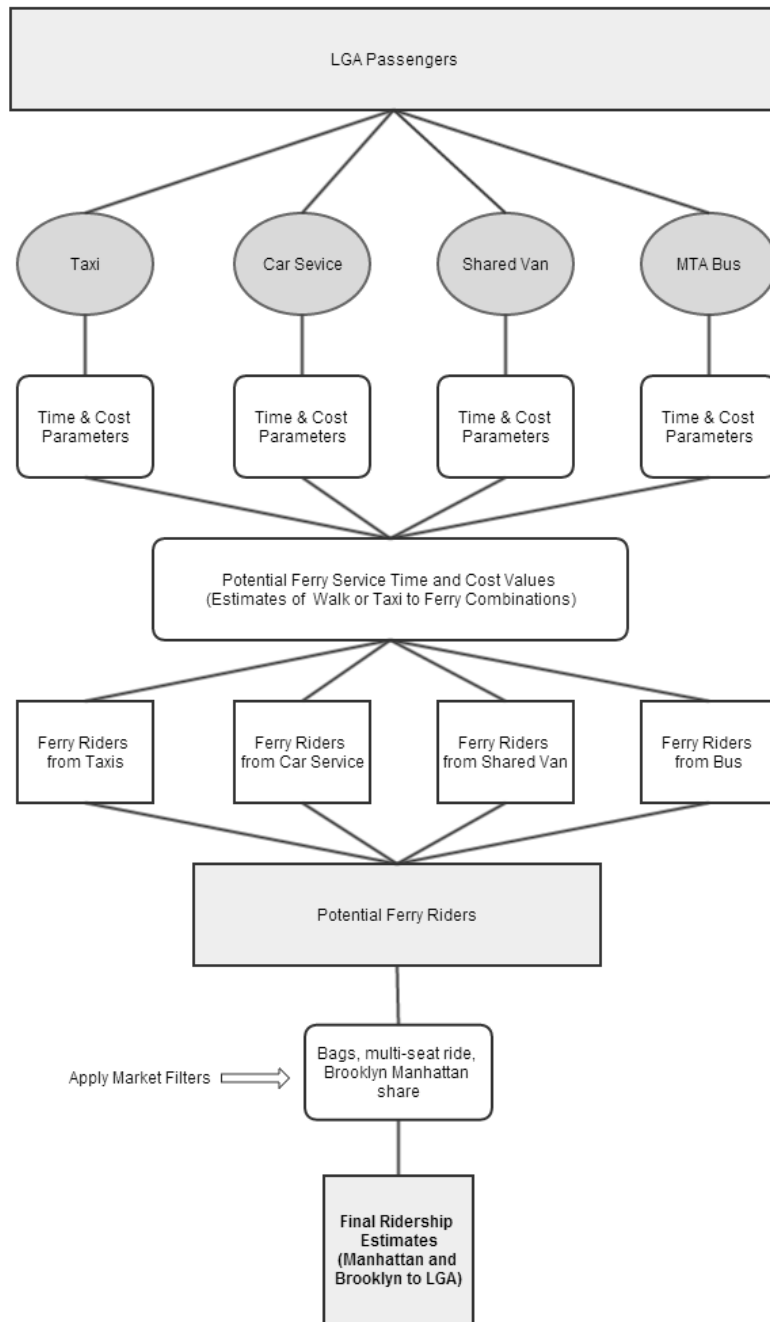 LGA Passengers
Taxi
Car Sevice
Shared Van
MTA Bus
Time & Cost
Parameters
Time & Cost
Parameters
Time & Cost
Parameters
Time & Cost
Parameters
Potential Ferry Service Time and Cost Values
(Estimates of Walk or Taxi to Ferry Combinations)
Ferry Riders
from Taxis
Ferry Riders
from Car Service
Ferry Riders
from Shared Van
Ferry Riders
from Bus
Potential Ferry Riders
Apply Market Filters
Bags, multi-seat ride,
Brooklyn Manhattan
share
Final Ridership
Estimates
(Manhattan and
Brooklyn to LGA)